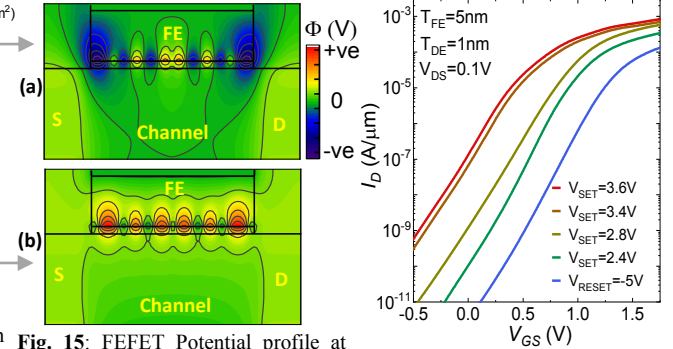 m²)
FE
Φ (V)
+ve
0
-ve
(a)
S
Channel
D
FE
(b)
S
D
Channel
Fig. 15: FEFET Potential profile at
10⁻³
10⁻⁵
10⁻⁷
10⁻⁹
10⁻¹¹
I_D (A/μm)
T_FE=5nm
T_DE=1nm
V_DS=0.1V
V_SET=3.6V
V_SET=3.4V
V_SET=2.8V
V_SET=2.4V
V_RESET=-5V
-0.5 0.0 0.5 1.0 1.5
V_GS (V)